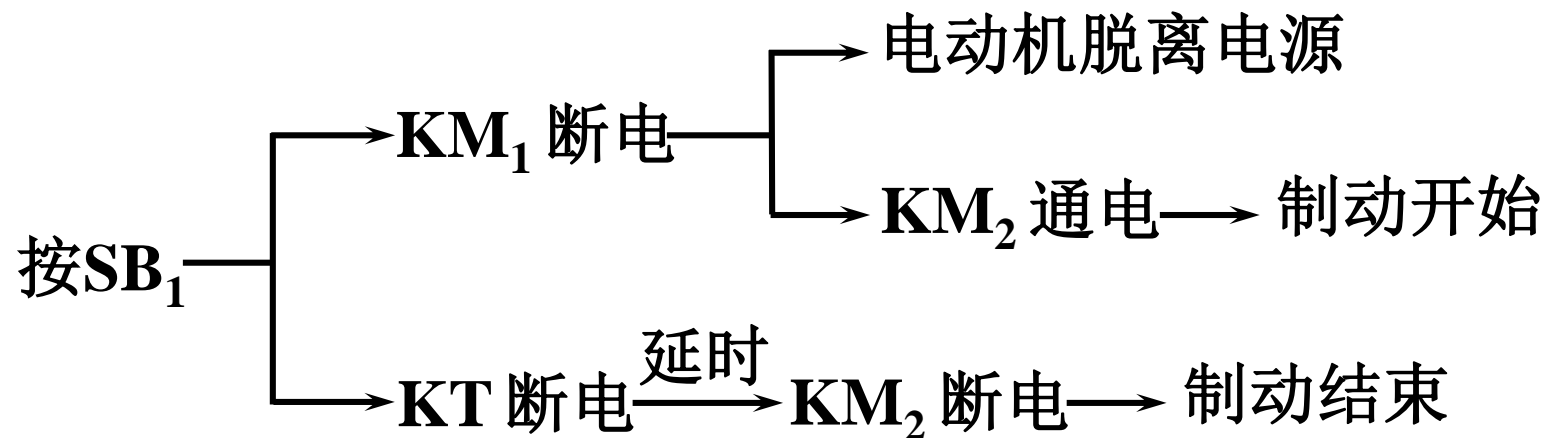 电动机脱离电源
KM₁ 断电
KM₂ 通电
制动开始
按SB₁
延时
KT 断电
KM₂ 断电
制动结束